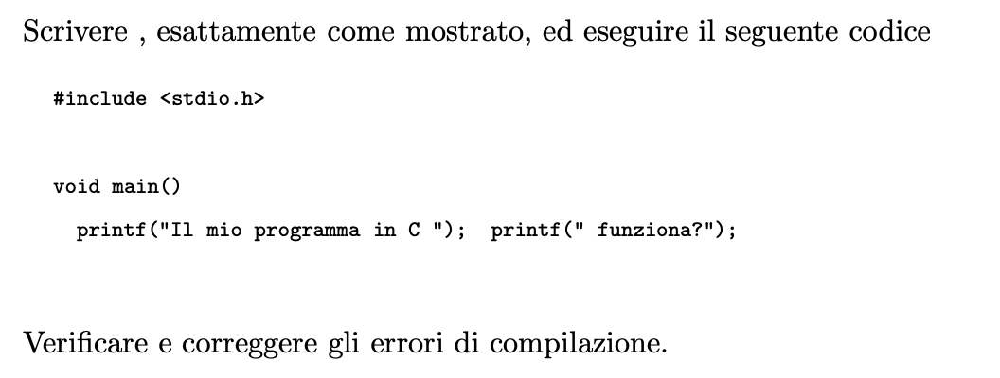 Scrivere , esattamente come mostrato, ed eseguire il seguente codice
#include <stdio.h>
void main()
printf("Il mio programma in C "); printf(" funziona?");
Verificare e correggere gli errori di compilazione.